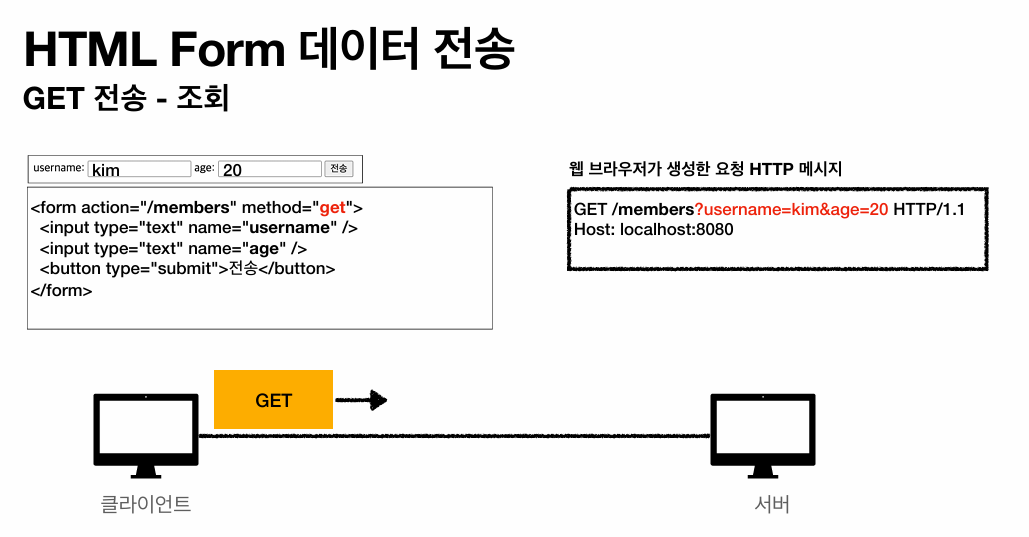 HTML Form 데이터 전송
GET 전송 - 조회
username: kim age: 20 전송
<form action="/members" method="get">
<input type="text" name="username" />
<input type="text" name="age" />
<button type="submit">전송</button>
</form>
웹 브라우저가 생성한 요청 HTTP 메시지
GET /members?username=kim&age=20 HTTP/1.1
Host: localhost:8080
GET
클라이언트
서버